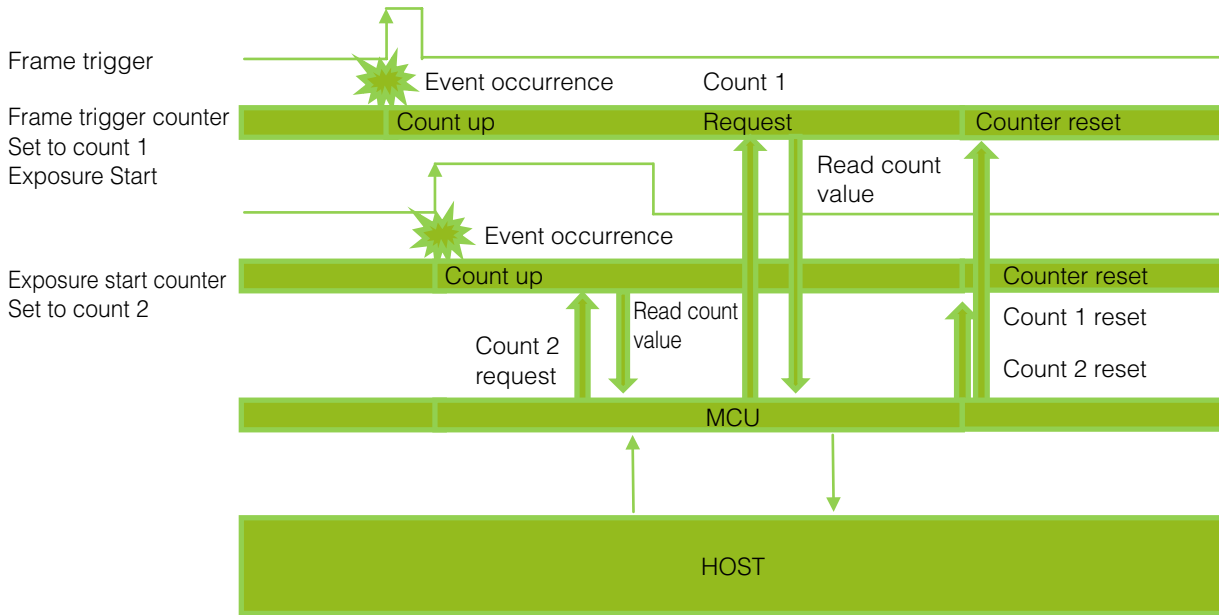 Frame trigger
Event occurrence
Count 1
Frame trigger counter
Set to count 1
Exposure Start
Count up
Request
Counter reset
Read count
value
Event occurrence
Exposure start counter
Set to count 2
Count up
Counter reset
Read count
value
Count 2
request
Count 1 reset
Count 2 reset
MCU
HOST